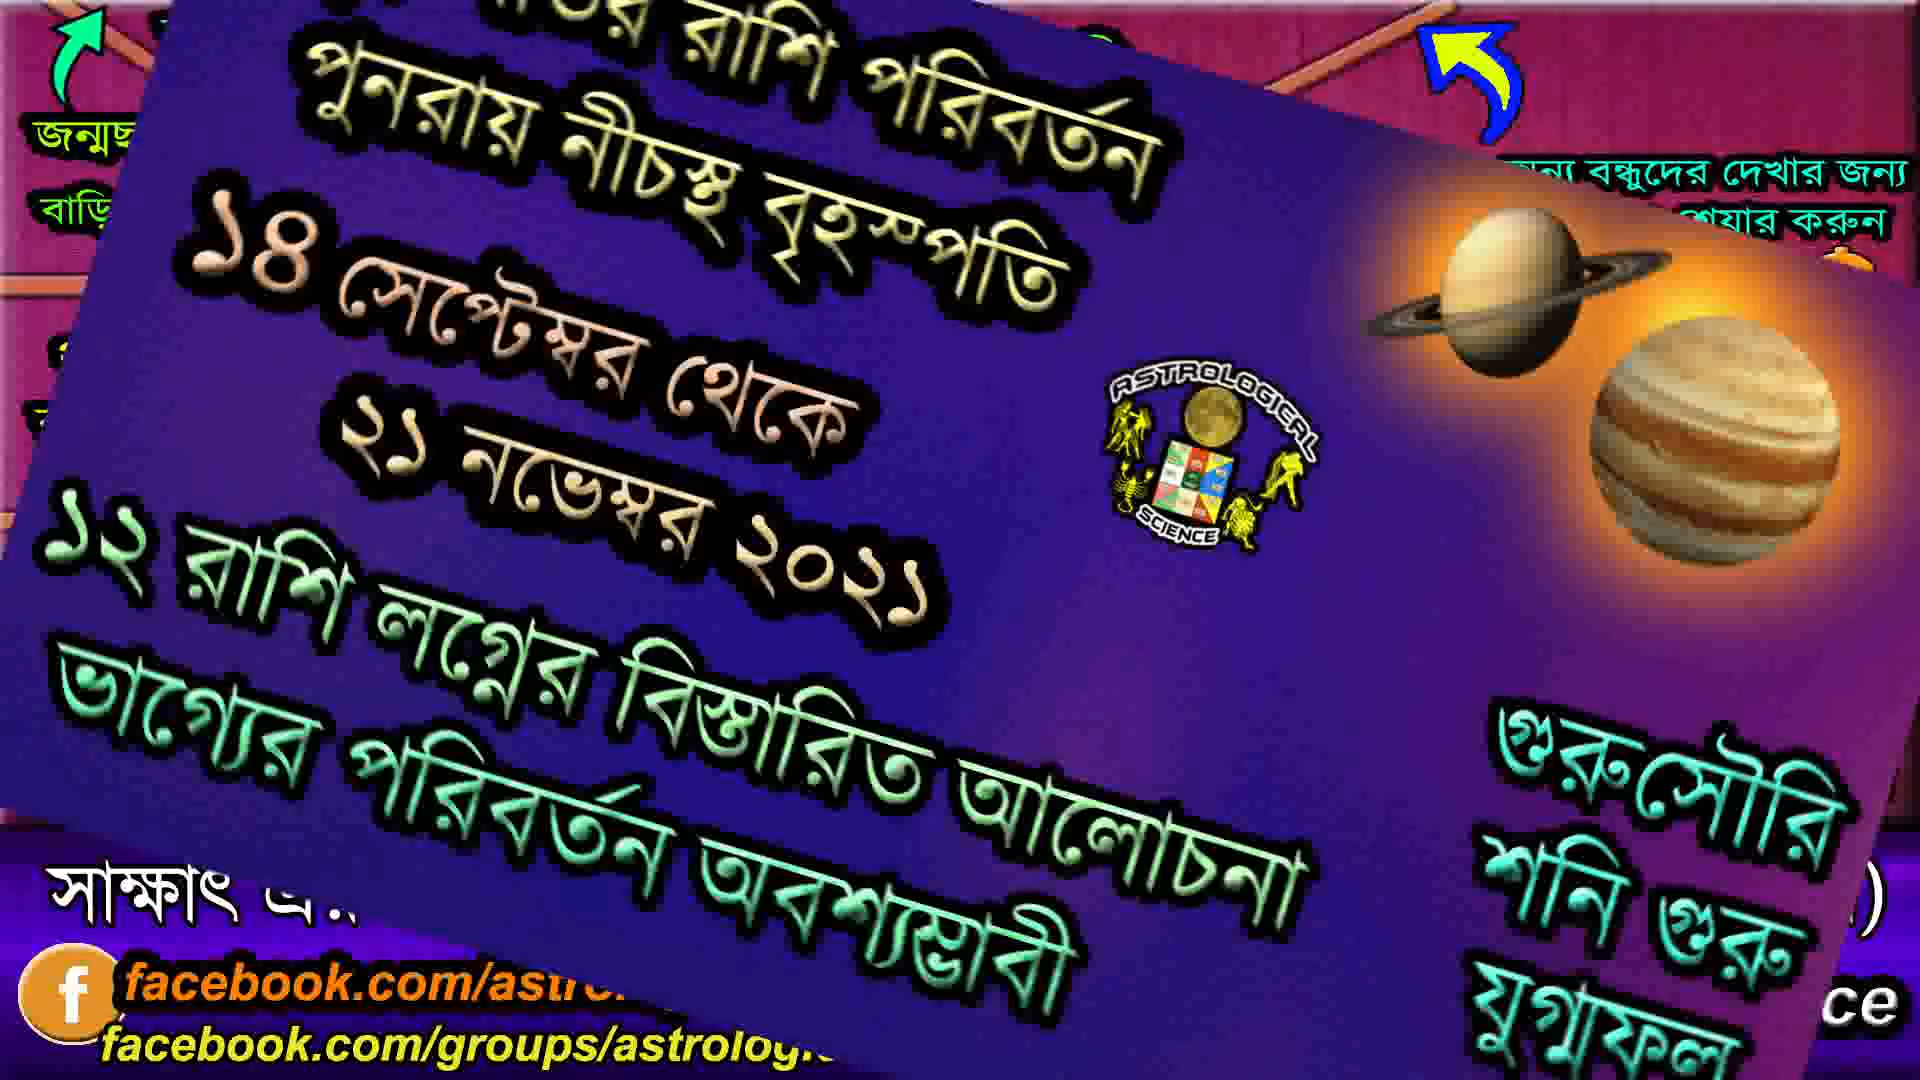 রাশি পরিবর্তন
পুনরায় নীচস্থ বৃহস্পতি
১৪ সেপ্টেম্বর থেকে
২১ নভেম্বর ২০২১
১২ রাশি লগ্নের বিস্তারিত আলোচনা
ভাগ্যের পরিবর্তন অবশ্যম্ভাবী
ASTROLOGICAL
SCIENCE
গুরুসৌরি
শনি গুরু
যুগ্মফল
বন্ধুদের দেখার জন্য
শেয়ার করুন
সাক্ষাৎ
facebook.com/
facebook.com/groups/